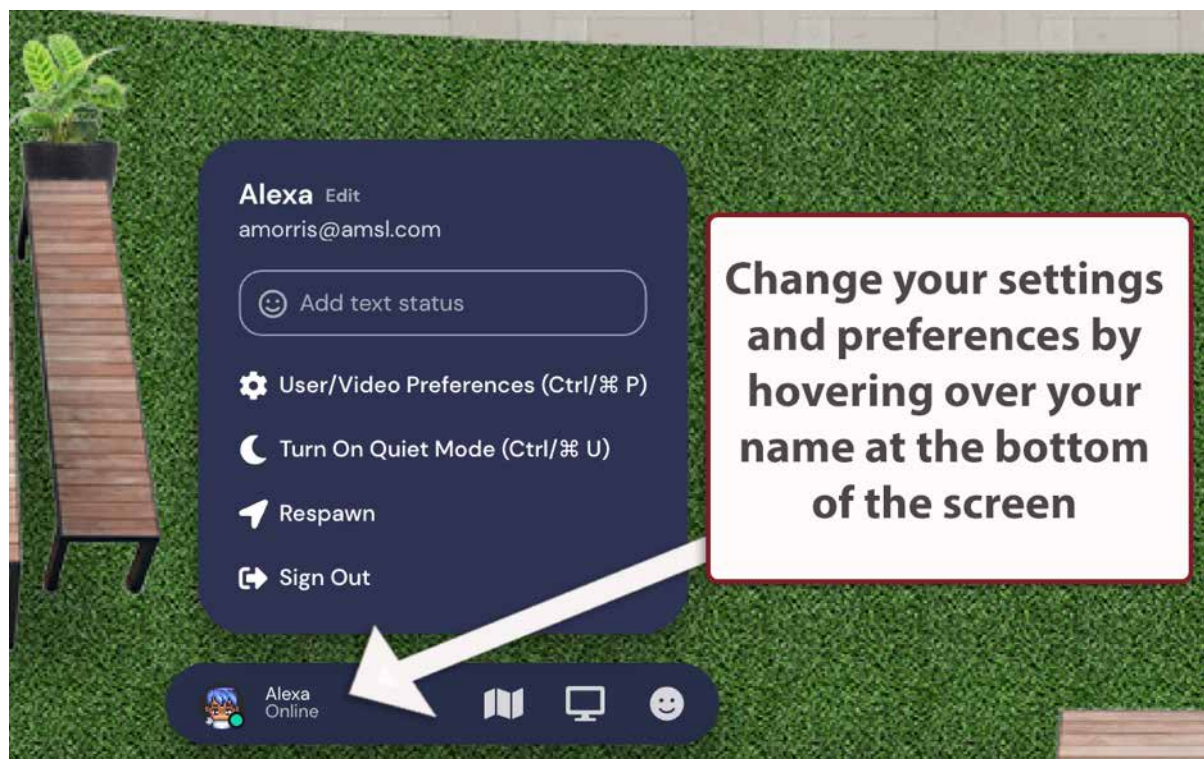 Alexa Edit
amorris@amsl.com
Add text status
User/Video Preferences (Ctrl/⌘ P)
Turn On Quiet Mode (Ctrl/⌘ U)
Respawn
Sign Out
Change your settings
and preferences by
hovering over your
name at the bottom
of the screen
Alexa
Online